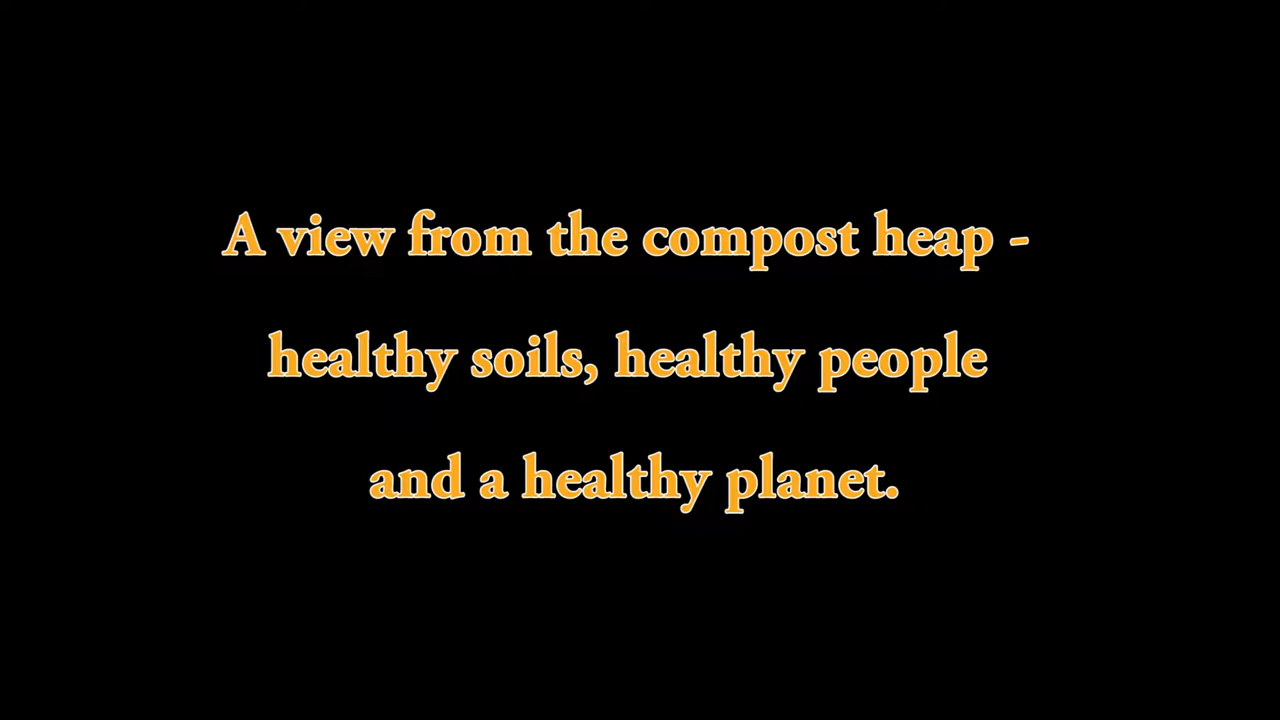 A view from the compost heap -
healthy soils, healthy people
and a healthy planet.